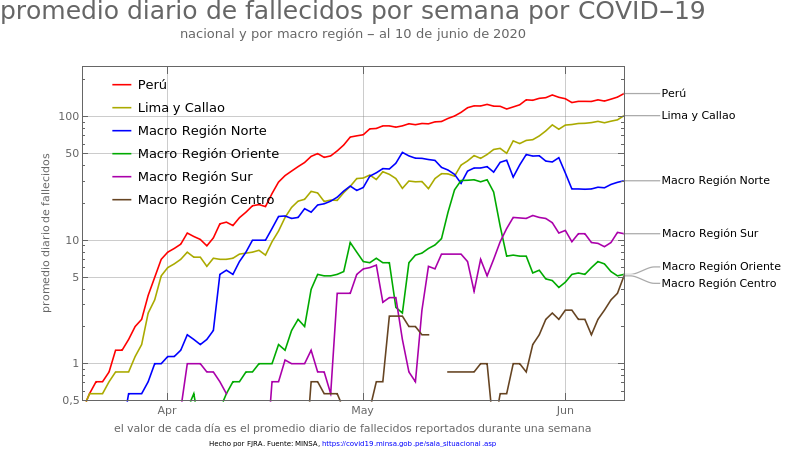 promedio diario de fallecidos por semana por COVID−19
nacional y por macro región – al 10 de junio de 2020
Perú
Lima y Callao
Macro Región Norte
Macro Región Oriente
Macro Región Sur
Macro Región Centro
promedio diario de fallecidos
100
50
10
5
1
0,5
Apr
May
Jun
Perú
Lima y Callao
Macro Región Norte
Macro Región Sur
Macro Región Oriente
Macro Región Centro
el valor de cada día es el promedio diario de fallecidos reportados durante una semana
Hecho por FJRA. Fuente: MINSA, https://covid19.minsa.gob.pe/sala_situacional.asp